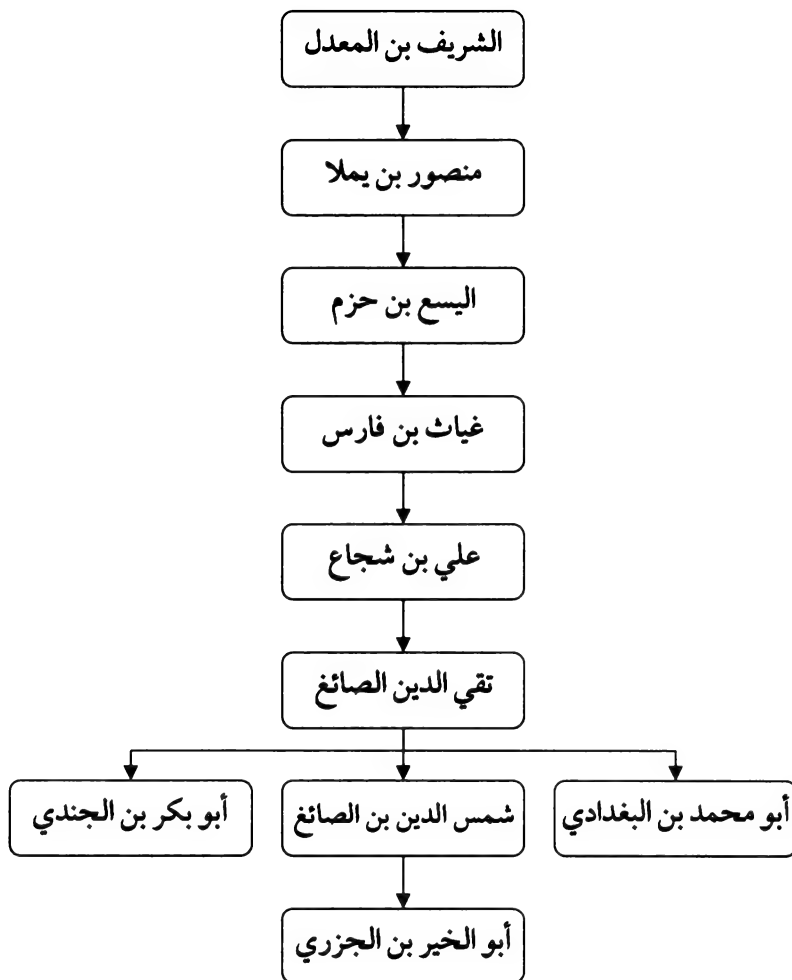 الشريف بن المعدل
منصور بن يملا
اليسع بن حزم
غياث بن فارس
علي بن شجاع
تقي الدين الصائغ
أبو محمد بن البغدادي
شمس الدين بن الصائغ
أبو بكر بن الجندي
أبو الخير بن الجزري